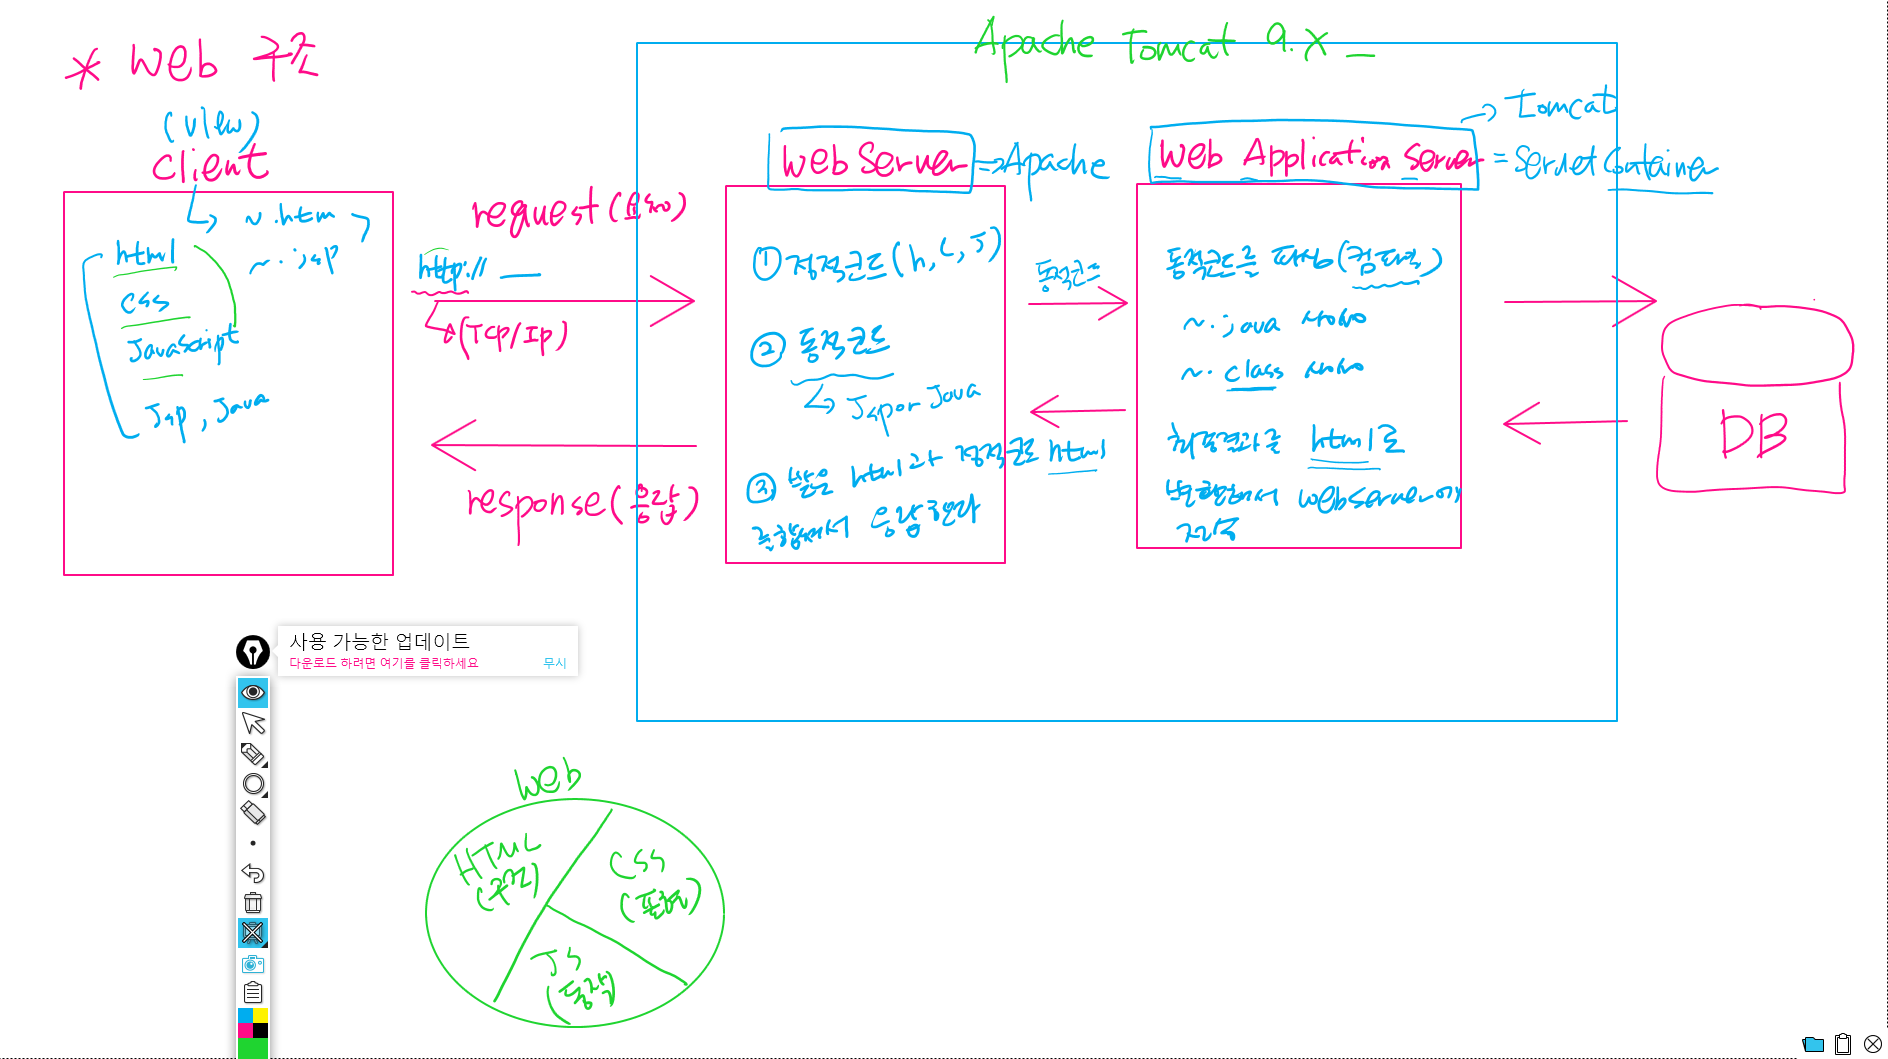 * Web 구조
Apache Tomcat 9.x
(View)
client
~.htm
~.jsp
html
css
Javascript
Jsp, Java
request(요청)
http://
(TCP/Ip)
response(응답)
Web Server
→ Apache
① 정적코드(h, c, J)
② 동적코드
Jsp or Java
③ 받은 html과 정적코드 html
조합해서 응답한다
동적코드
Web Application Server
→ Tomcat
= Servlet Container
동적코드를 파싱(컴파일)
~.java 생성
~.class 생성
최종결과를 html로
변환해서 Webserver에
전송
DB
사용 가능한 업데이트
다운로드 하려면 여기를 클릭하세요
무시
Web
HTML
(구조)
CSS
(표현)
JS
(동작)